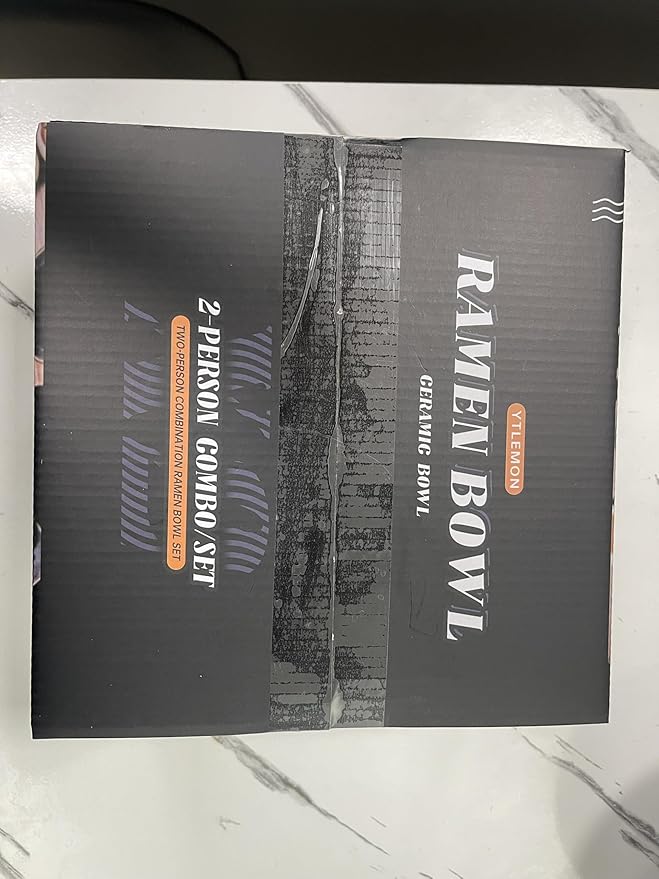 YTLEMON
RAMEN BOWL
CERAMIC BOWL
2-PERSON COMBO/SET
TWO-PERSON COMBINATION RAMEN BOWL SET